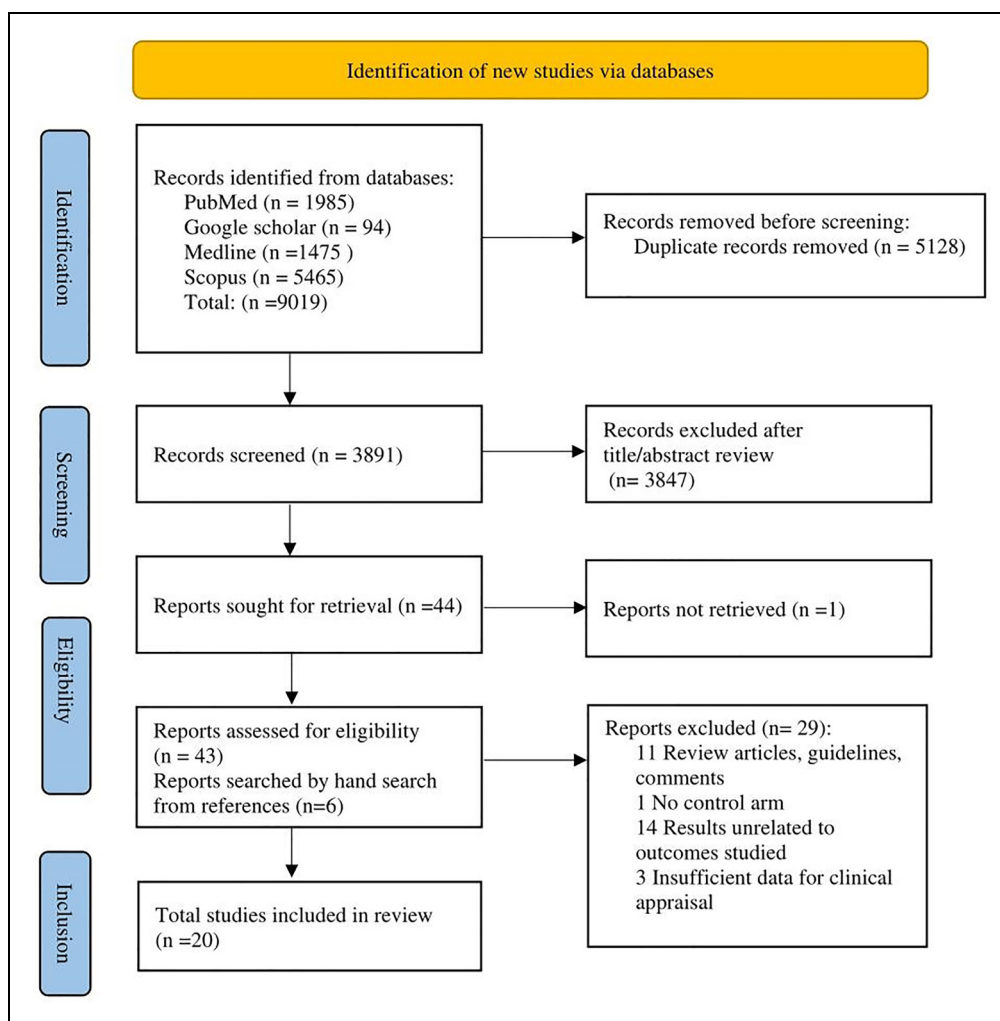 Identification of new studies via databases
Identification
Records identified from databases:
PubMed (n = 1985)
Google scholar (n = 94)
Medline (n =1475 )
Scopus (n = 5465)
Total: (n =9019)
Records removed before screening:
Duplicate records removed (n = 5128)
Screening
Records screened (n = 3891)
Records excluded after
title/abstract review
(n= 3847)
Reports sought for retrieval (n =44)
Reports not retrieved (n =1)
Eligibility
Reports assessed for eligibility
(n = 43)
Reports searched by hand search
from references (n=6)
Reports excluded (n= 29):
11 Review articles, guidelines,
comments
1 No control arm
14 Results unrelated to
outcomes studied
3 Insufficient data for clinical
appraisal
Inclusion
Total studies included in review
(n =20)